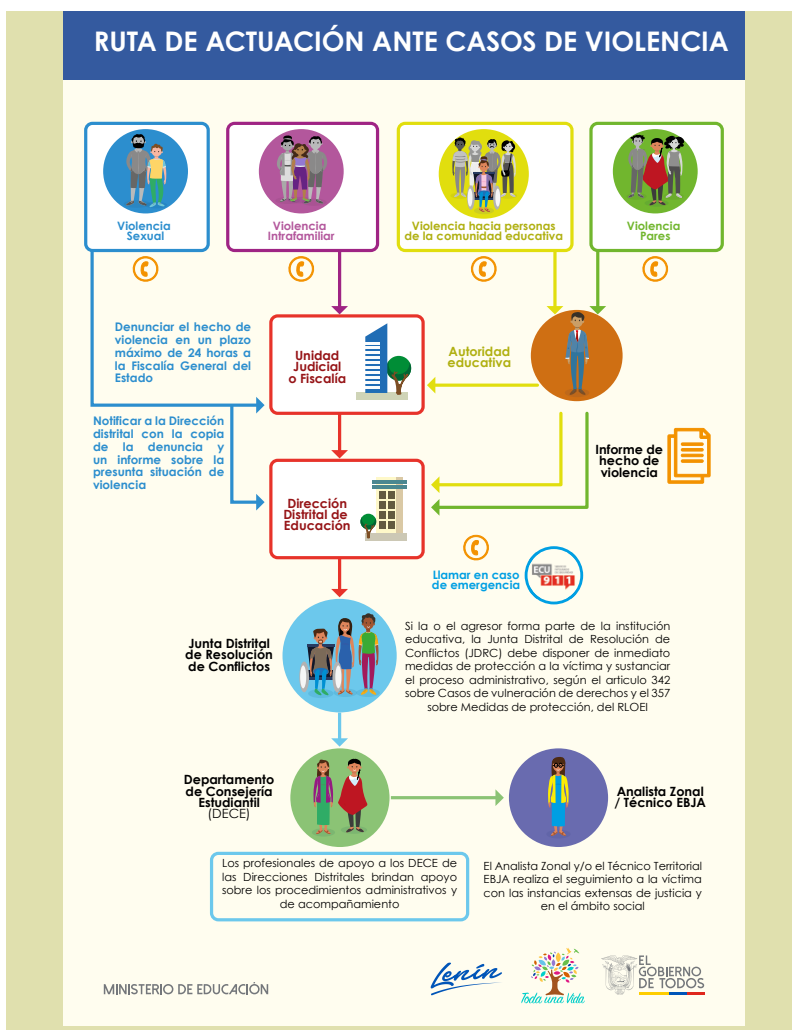 RUTA DE ACTUACIÓN ANTE CASOS DE VIOLENCIA
Violencia
Sexual
Violencia
Intrafamiliar
Violencia hacia personas
de la comunidad educativa
Violencia
Pares
Denunciar el hecho de
violencia en un plazo
máximo de 24 horas a
la Fiscalía General del
Estado
Unidad
Judicial
o Fiscalía
Autoridad
educativa
Notificar a la Dirección
distrital con la copia
de la denuncia y
un informe sobre la
presunta situación de
violencia
Informe de
hecho de
violencia
Dirección
Distrital de
Educación
Llamar en caso
de emergencia
ECU
911
Junta Distrital
de Resolución
de Conflictos
Si la o el agresor forma parte de la institución
educativa, la Junta Distrital de Resolución de
Conflictos (JDRC) debe disponer de inmediato
medidas de protección a la víctima y sustanciar
el proceso administrativo, según el articulo 342
sobre Casos de vulneración de derechos y el 357
sobre Medidas de protección, del RLOEI
Departamento
de Consejería
Estudiantil
(DECE)
Analista Zonal
/ Técnico EBJA
Los profesionales de apoyo a los DECE de
las Direcciones Distritales brindan apoyo
sobre los procedimientos administrativos y
de acompañamiento
El Analista Zonal y/o el Técnico Territorial
EBJA realiza el seguimiento a la víctima
con las instancias extensas de justicia y
en el ámbito social
MINISTERIO DE EDUCACIÓN
Lenín
Toda una Vida
EL
GOBIERNO
DE TODOS